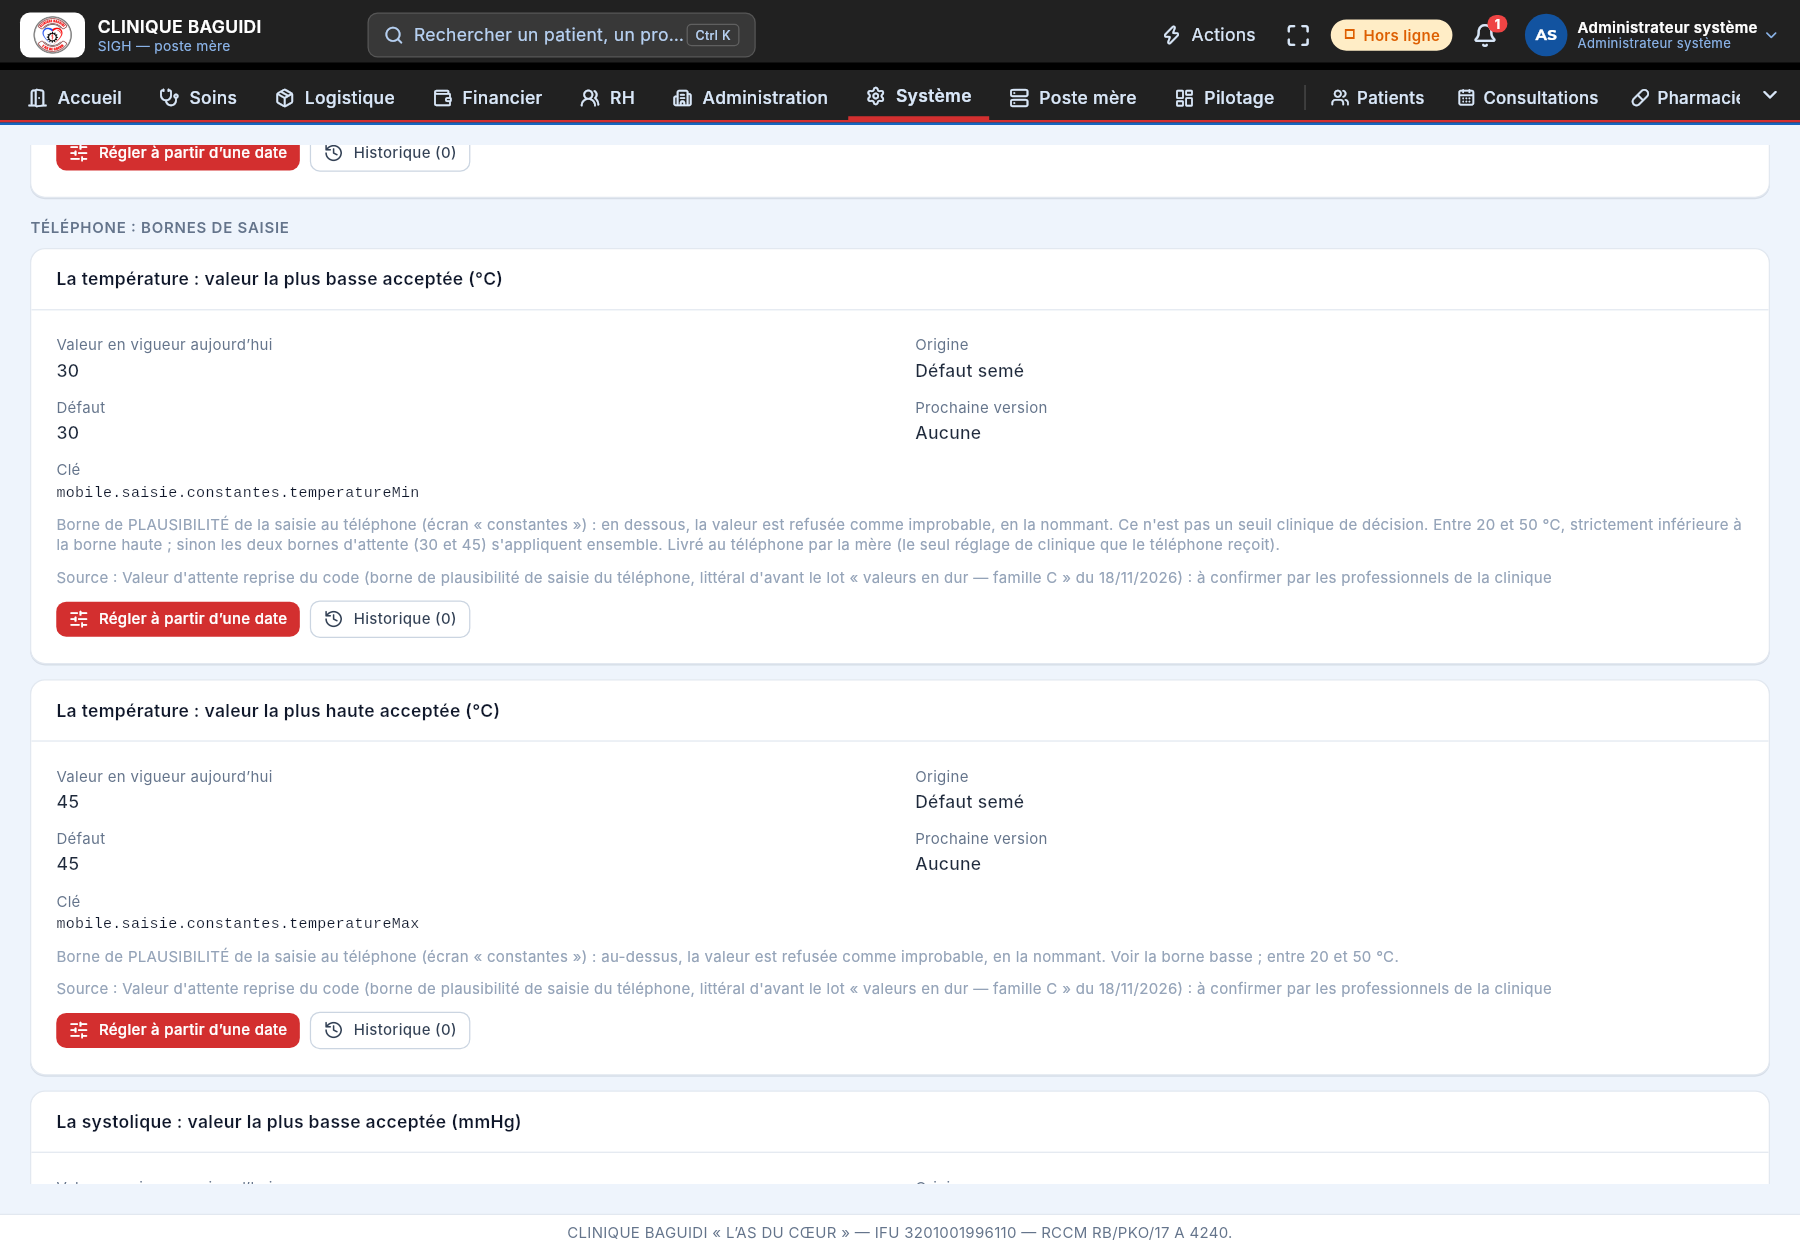 CLINIQUE BAGUIDI
SIGH — poste mère
Rechercher un patient, un pro...
Ctrl K
Actions
Hors ligne
1
AS
Administrateur système
Administrateur système
Accueil
Soins
Logistique
Financier
RH
Administration
Système
Poste mère
Pilotage
Patients
Consultations
Pharmacie
Régler à partir d’une date
Historique (0)
TÉLÉPHONE : BORNES DE SAISIE
La température : valeur la plus basse acceptée (°C)
Valeur en vigueur aujourd’hui
30
Origine
Défaut semé
Défaut
30
Prochaine version
Aucune
Clé
mobile.saisie.constantes.temperatureMin
Borne de PLAUSIBILITÉ de la saisie au téléphone (écran « constantes ») : en dessous, la valeur est refusée comme improbable, en la nommant. Ce n'est pas un seuil clinique de décision. Entre 20 et 50 °C, strictement inférieure à
la borne haute ; sinon les deux bornes d'attente (30 et 45) s'appliquent ensemble. Livré au téléphone par la mère (le seul réglage de clinique que le téléphone reçoit).
Source : Valeur d'attente reprise du code (borne de plausibilité de saisie du téléphone, littéral d'avant le lot « valeurs en dur — famille C » du 18/11/2026) : à confirmer par les professionnels de la clinique
Régler à partir d’une date
Historique (0)
La température : valeur la plus haute acceptée (°C)
Valeur en vigueur aujourd’hui
45
Origine
Défaut semé
Défaut
45
Prochaine version
Aucune
Clé
mobile.saisie.constantes.temperatureMax
Borne de PLAUSIBILITÉ de la saisie au téléphone (écran « constantes ») : au-dessus, la valeur est refusée comme improbable, en la nommant. Voir la borne basse ; entre 20 et 50 °C.
Source : Valeur d'attente reprise du code (borne de plausibilité de saisie du téléphone, littéral d'avant le lot « valeurs en dur — famille C » du 18/11/2026) : à confirmer par les professionnels de la clinique
Régler à partir d’une date
Historique (0)
La systolique : valeur la plus basse acceptée (mmHg)
CLINIQUE BAGUIDI « L’AS DU CŒUR » — IFU 3201001996110 — RCCM RB/PKO/17 A 4240.